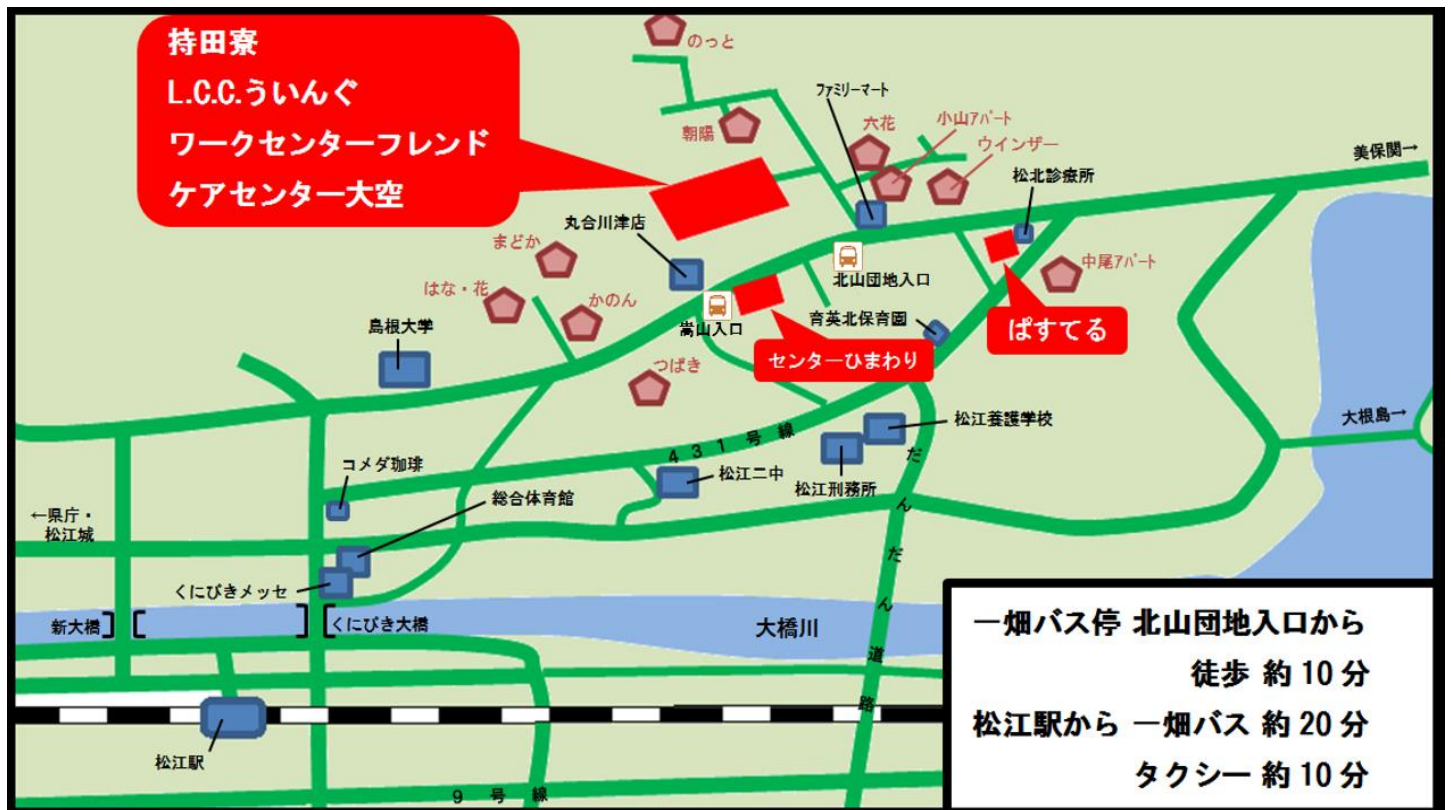 持田寮
L.C.C.ういんぐ
ワークセンターフレンド
ケアセンター大空
のっと
ファミリーマート
朝陽
六花
小山アパート
ウインザー
美保関→
松北診療所
丸合川津店
まどか
はな・花
かのん
北山団地入口
中尾アパート
嵩山入口
育英北保育園
ぱすてる
島根大学
センターひまわり
つばき
大根島→
松江養護学校
431号線
コメダ珈琲
松江二中
松江刑務所
総合体育館
←県庁・
松江城
だんだん道路
くにびきメッセ
新大橋
くにびき大橋
大橋川
松江駅
9号線
一畑バス停 北山団地入口から
徒歩 約10分
松江駅から 一畑バス 約20分
タクシー 約10分